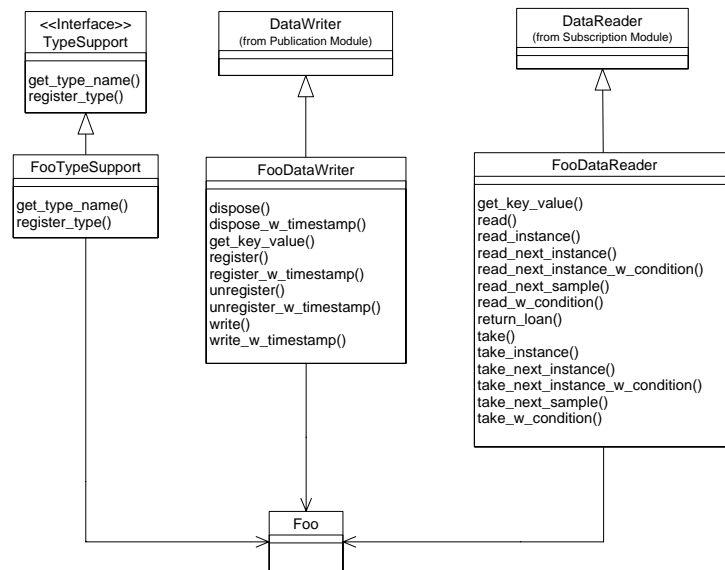 <<Interface>>
TypeSupport
get_type_name()
register_type()
DataWriter
(from Publication Module)
DataReader
(from Subscription Module)
FooTypeSupport
get_type_name()
register_type()
FooDataWriter
dispose()
dispose_w_timestamp()
get_key_value()
register()
register_w_timestamp()
unregister()
unregister_w_timestamp()
write()
write_w_timestamp()
FooDataReader
get_key_value()
read()
read_instance()
read_next_instance()
read_next_instance_w_condition()
read_next_sample()
read_w_condition()
return_loan()
take()
take_instance()
take_next_instance()
take_next_instance_w_condition()
take_next_sample()
take_w_condition()
Foo